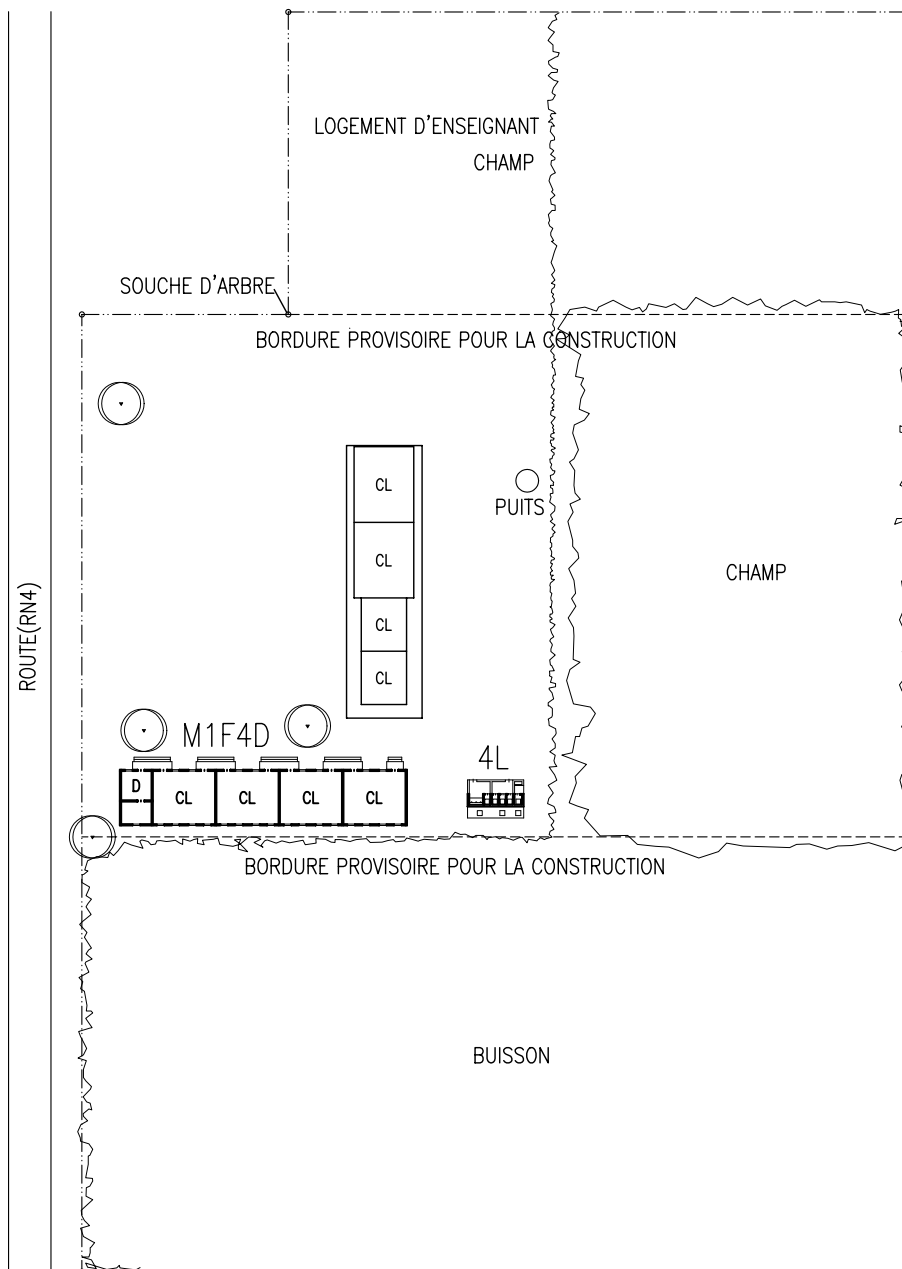 LOGEMENT D'ENSEIGNANT
CHAMP
SOUCHE D'ARBRE
BORDURE PROVISOIRE POUR LA CONSTRUCTION
CL
PUITS
CL
CHAMP
ROUTE(RN4)
CL
CL
M1F4D
4L
D
CL
CL
CL
CL
BORDURE PROVISOIRE POUR LA CONSTRUCTION
BUISSON